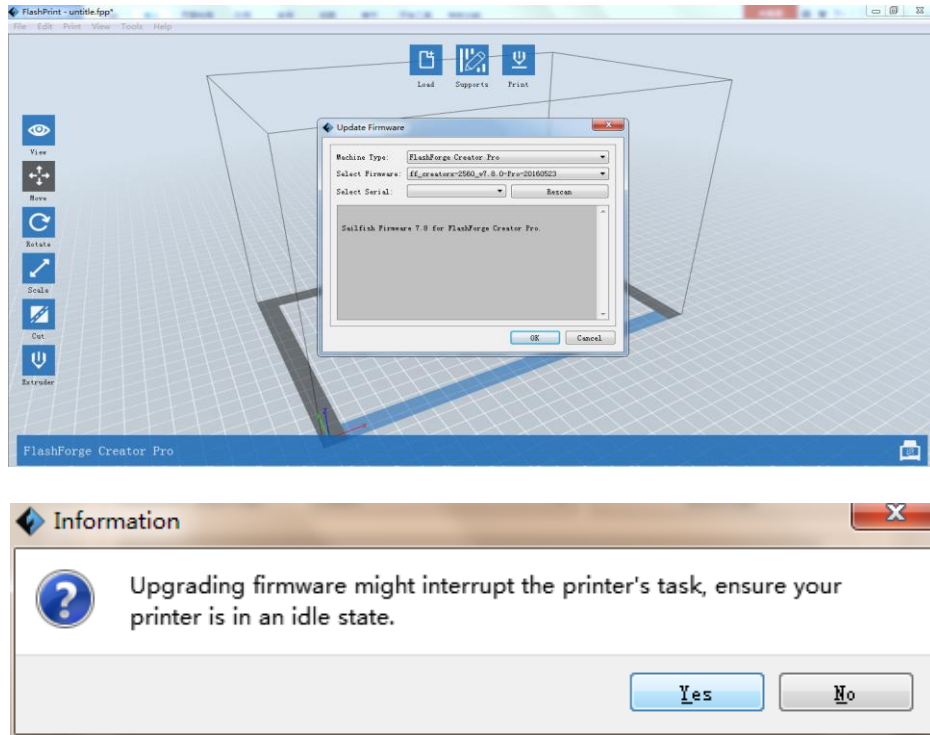 FlashPrint - untitle.fpp*
File Edit Print View Tools Help
Load Supports Print
View
Move
Rotate
Scale
Cut
Extruder
Update Firmware
Machine Type: FlashForge Creator Pro
Select Firmware: ff_creatorx-2560_v7.8.0-Pro-20160523
Select Serial: Rescan
Sailfish Firmware 7.8 for FlashForge Creator Pro.
OK Cancel
FlashForge Creator Pro
Information
Upgrading firmware might interrupt the printer's task, ensure your
printer is in an idle state.
Yes No